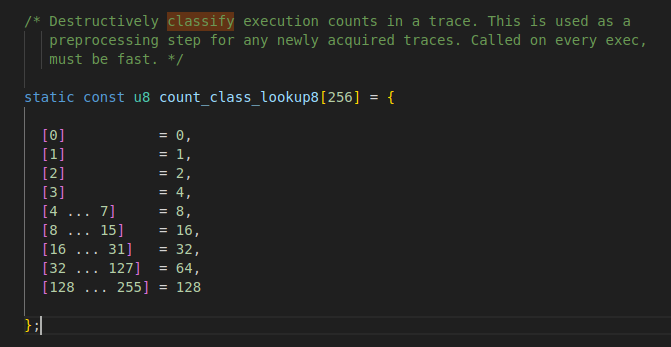 /* Destructively classify execution counts in a trace. This is used as a
preprocessing step for any newly acquired traces. Called on every exec,
must be fast. */
static const u8 count_class_lookup8[256] = {
[0] = 0,
[1] = 1,
[2] = 2,
[3] = 4,
[4 ... 7] = 8,
[8 ... 15] = 16,
[16 ... 31] = 32,
[32 ... 127] = 64,
[128 ... 255] = 128
};